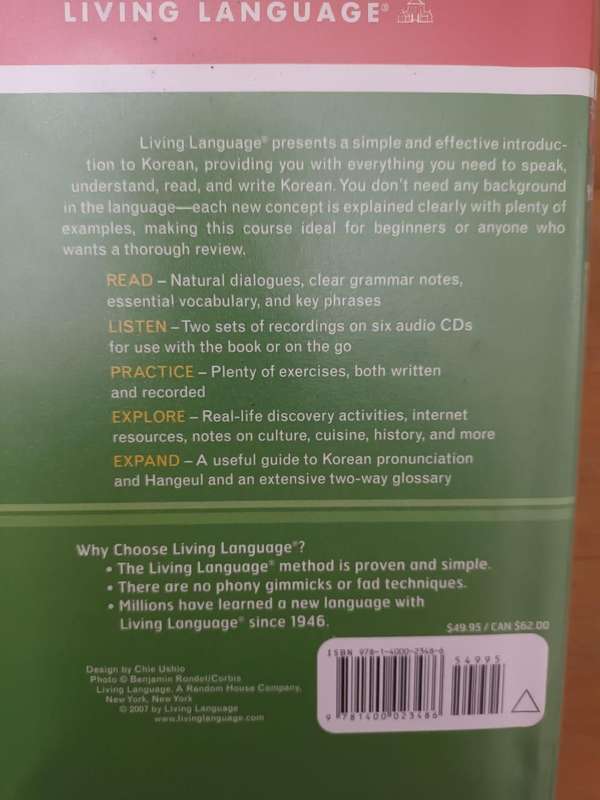 LIVING LANGUAGE®
Living Language® presents a simple and effective introduc-
tion to Korean, providing you with everything you need to speak,
understand, read, and write Korean. You don't need any background
in the language—each new concept is explained clearly with plenty of
examples, making this course ideal for beginners or anyone who
wants a thorough review.
READ – Natural dialogues, clear grammar notes,
essential vocabulary, and key phrases
LISTEN – Two sets of recordings on six audio CDs
for use with the book or on the go
PRACTICE – Plenty of exercises, both written
and recorded
EXPLORE – Real-life discovery activities, internet
resources, notes on culture, cuisine, history, and more
EXPAND – A useful guide to Korean pronunciation
and Hangeul and an extensive two-way glossary
Why Choose Living Language®?
• The Living Language® method is proven and simple.
• There are no phony gimmicks or fad techniques.
• Millions have learned a new language with
Living Language® since 1946.
$49.95 / CAN $62.00
ISBN 978-1-4000-2348-6
54995
9 781400 023486
Design by Chie Ushio
Photo © Benjamin Rondel/Corbis
Living Language, A Random House Company,
New York, New York
© 2007 by Living Language
www.livinglanguage.com